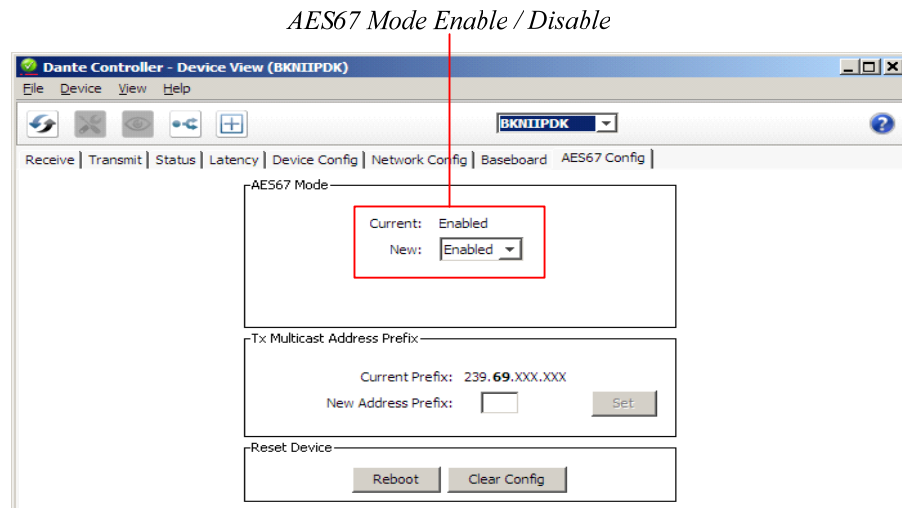 AES67 Mode Enable / Disable
Dante Controller - Device View (BKNIIPDK)
File Device View Help
BKNIIPDK
?
Receive Transmit Status Latency Device Config Network Config Baseboard AES67 Config
AES67 Mode
Current: Enabled
New: Enabled
Tx Multicast Address Prefix
Current Prefix: 239.69.XXX.XXX
New Address Prefix: Set
Reset Device
Reboot Clear Config